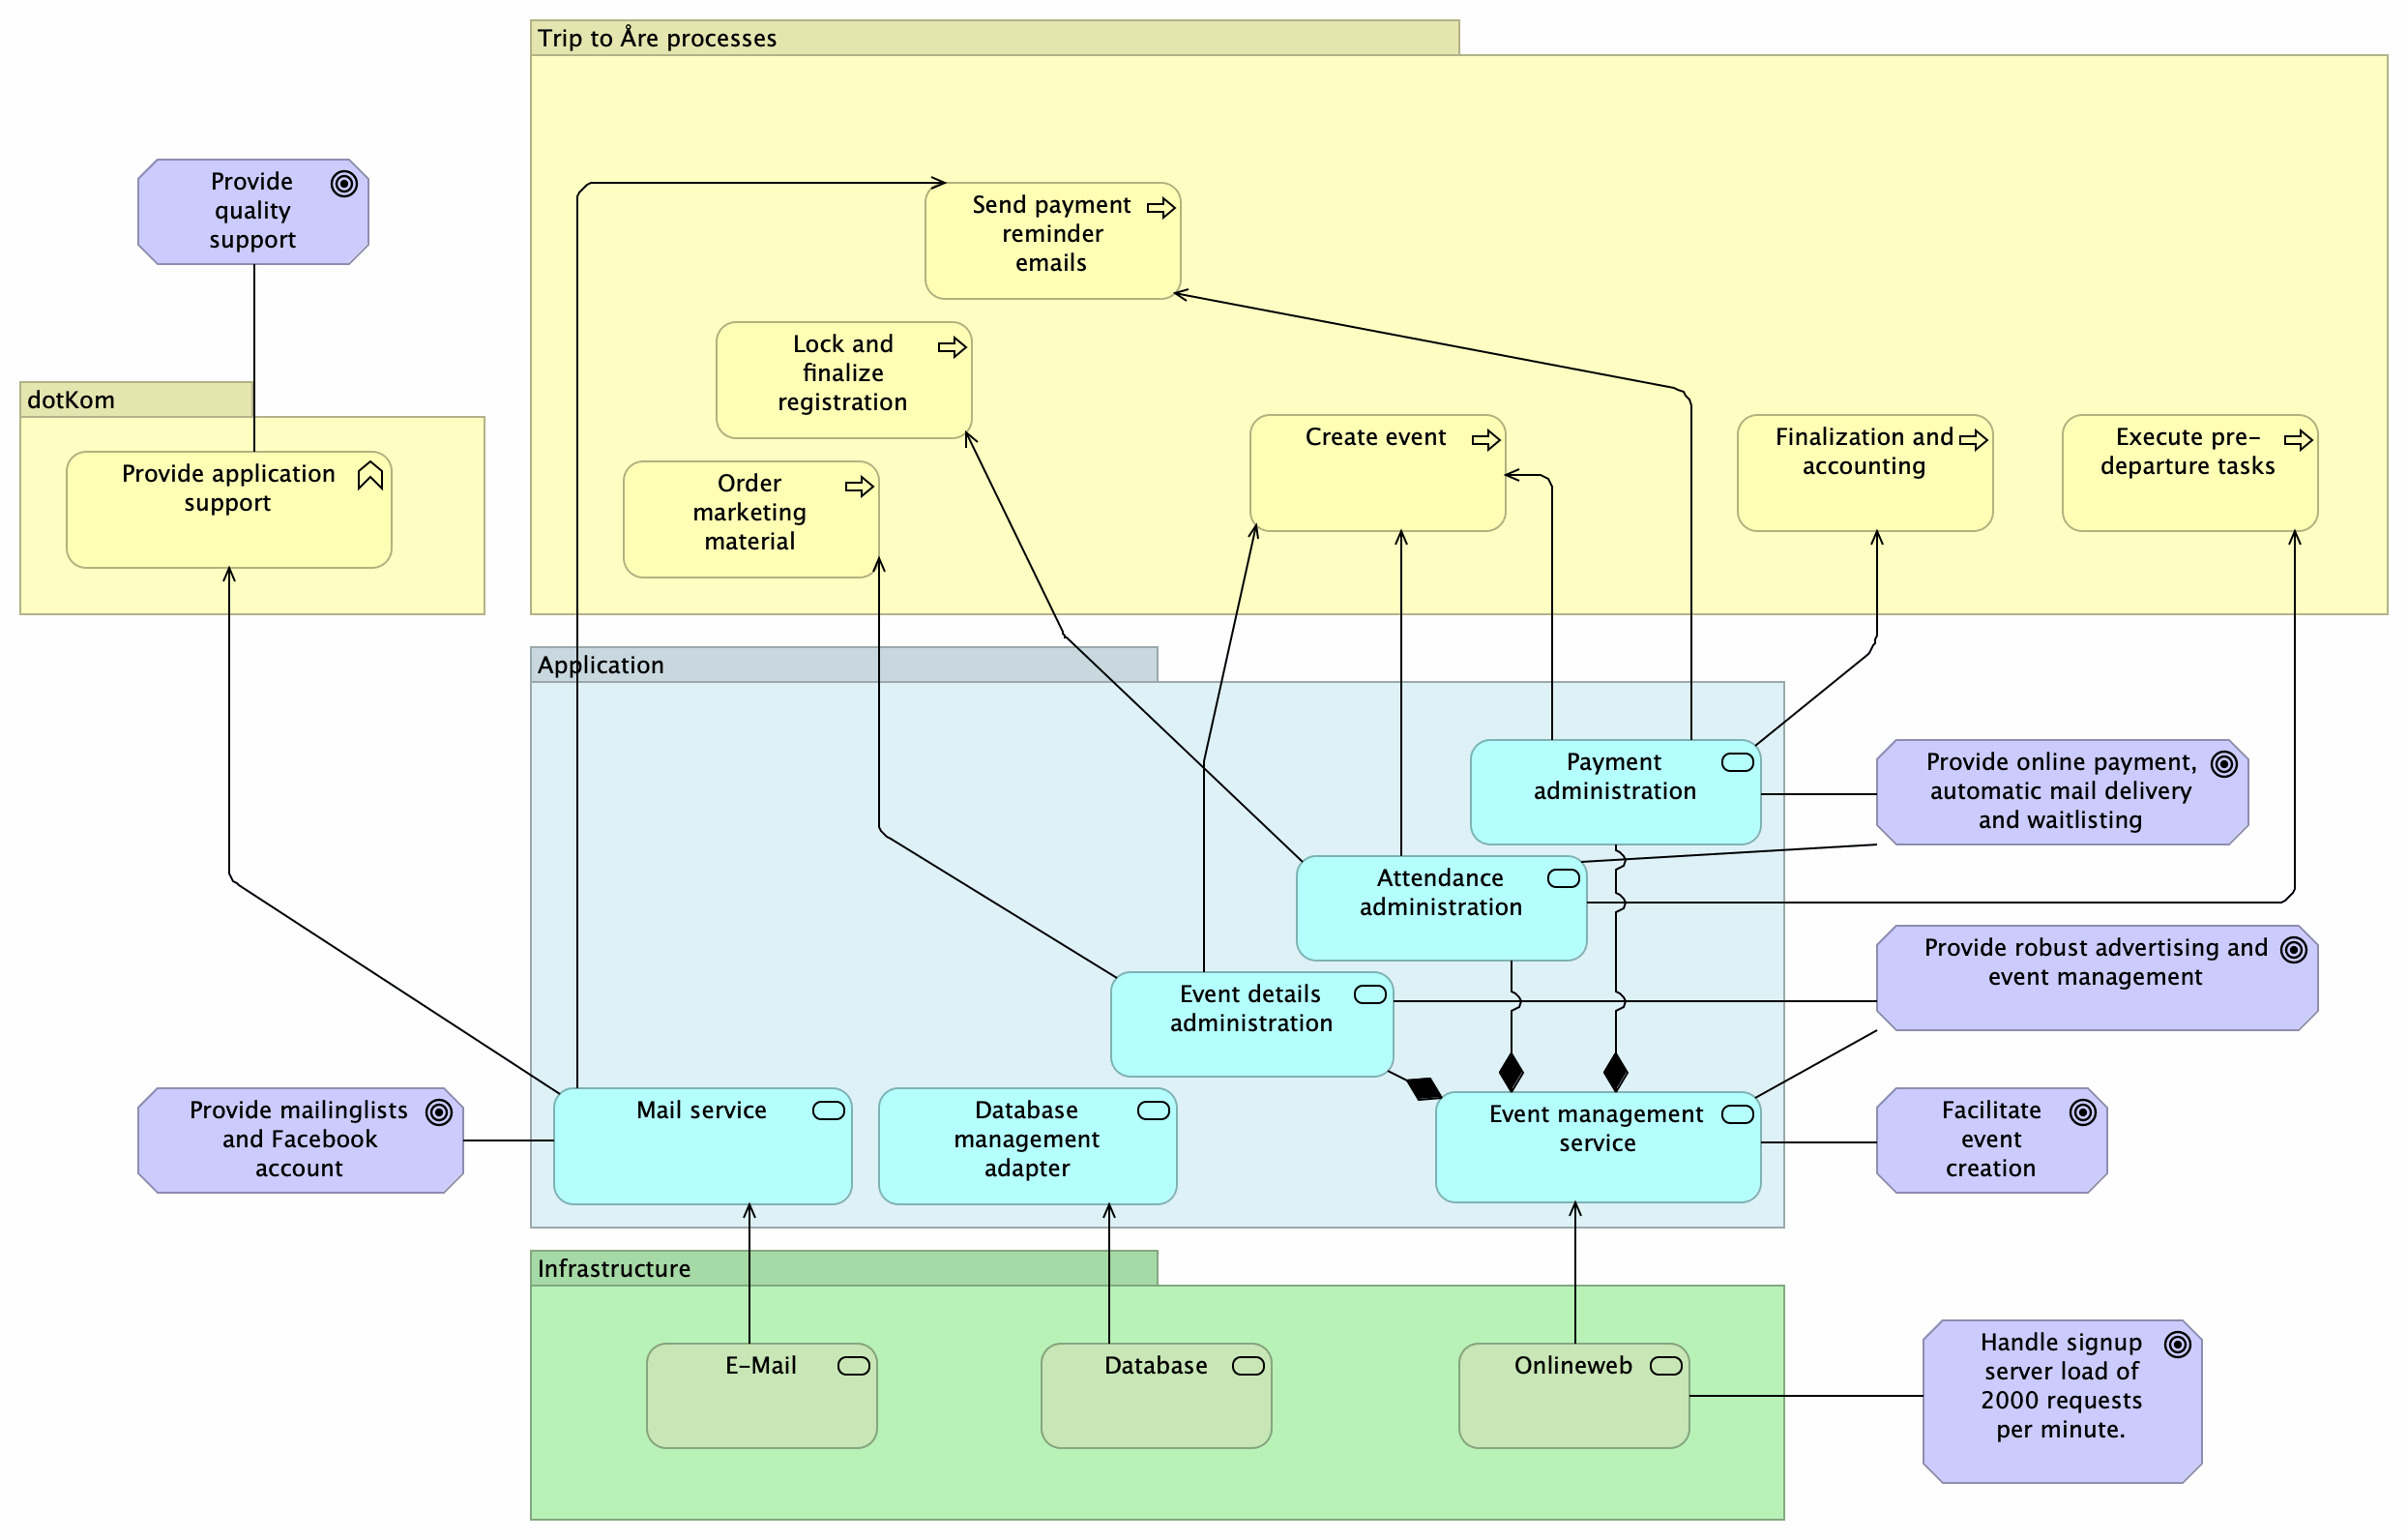 Trip to Åre processes
Provide
quality
support
Send payment
reminder
emails
Lock and
finalize
registration
dotKom
Provide application
support
Order
marketing
material
Create event
Finalization and
accounting
Execute pre-
departure tasks
Application
Payment
administration
Provide online payment,
automatic mail delivery
and waitlisting
Attendance
administration
Provide robust advertising and
event management
Event details
administration
Provide mailinglists
and Facebook
account
Mail service
Database
management
adapter
Event management
service
Facilitate
event
creation
Infrastructure
E-Mail
Database
Onlineweb
Handle signup
server load of
2000 requests
per minute.